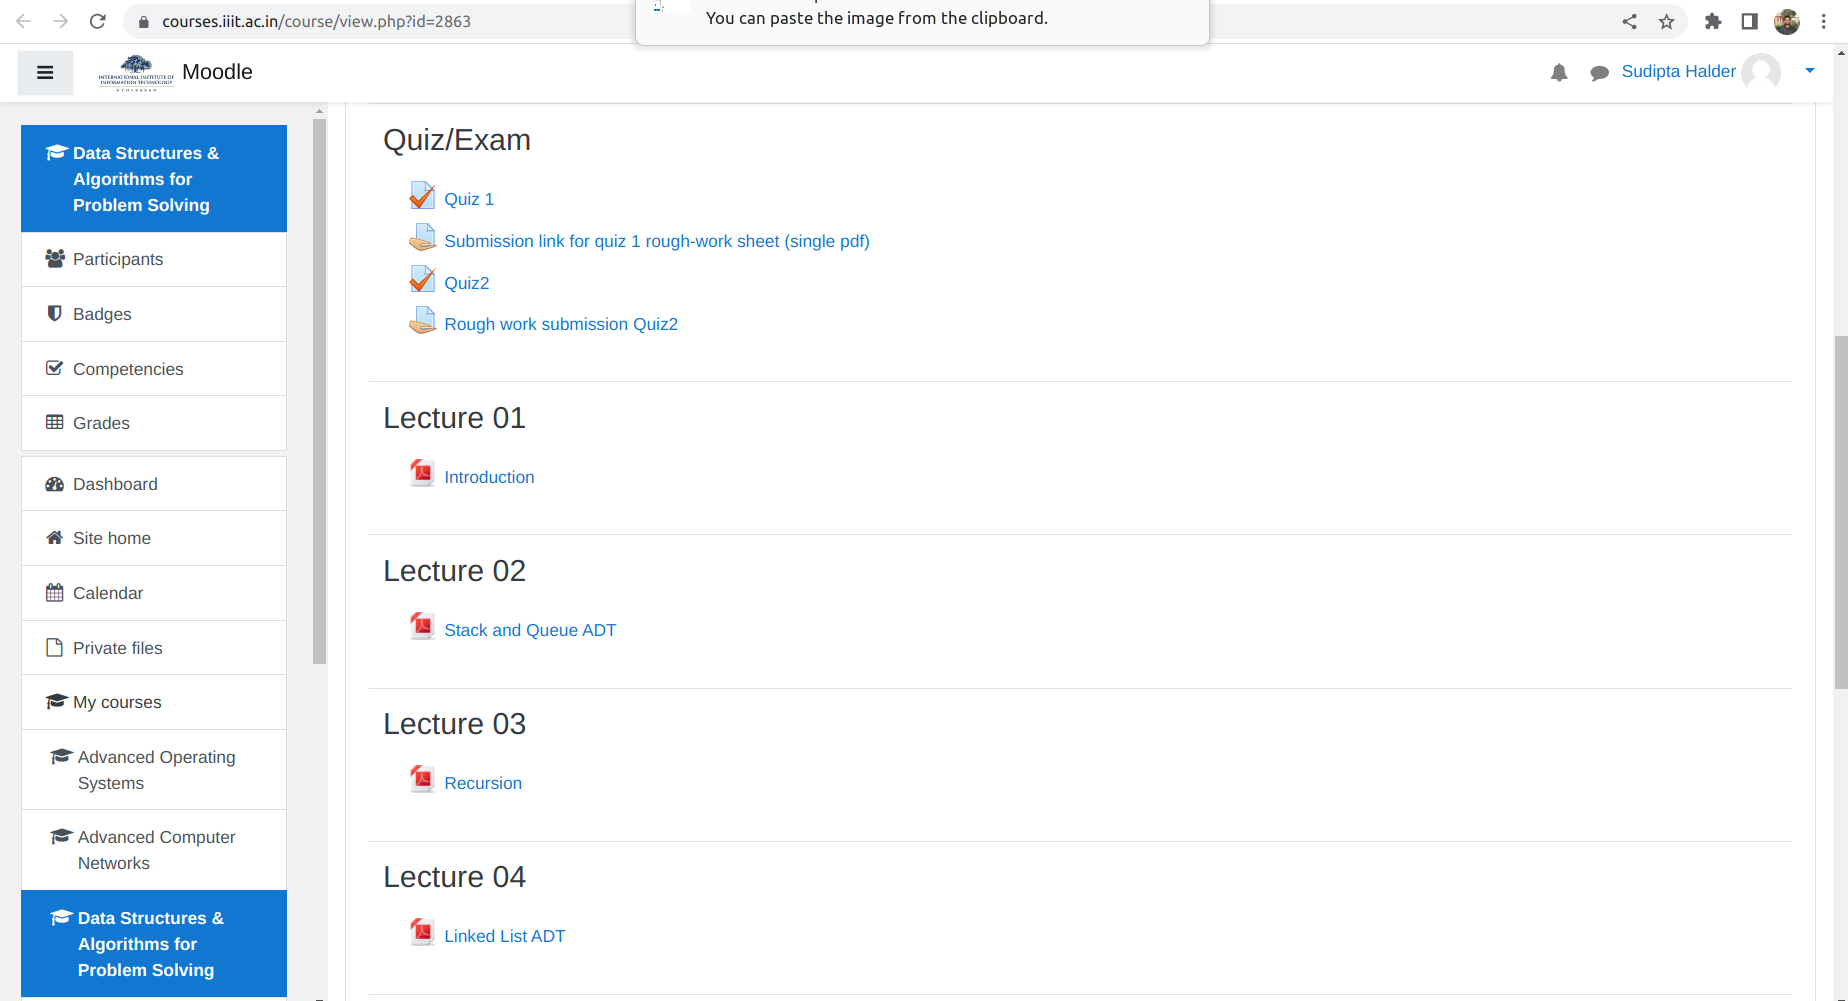 courses.iiit.ac.in/course/view.php?id=2863
You can paste the image from the clipboard.
INTERNATIONAL INSTITUTE OF
INFORMATION TECHNOLOGY
HYDERABAD
Moodle
Sudipta Halder
Data Structures &
Algorithms for
Problem Solving
Participants
Badges
Competencies
Grades
Dashboard
Site home
Calendar
Private files
My courses
Advanced Operating
Systems
Advanced Computer
Networks
Data Structures &
Algorithms for
Problem Solving
Quiz/Exam
Quiz 1
Submission link for quiz 1 rough-work sheet (single pdf)
Quiz2
Rough work submission Quiz2
Lecture 01
Introduction
Lecture 02
Stack and Queue ADT
Lecture 03
Recursion
Lecture 04
Linked List ADT